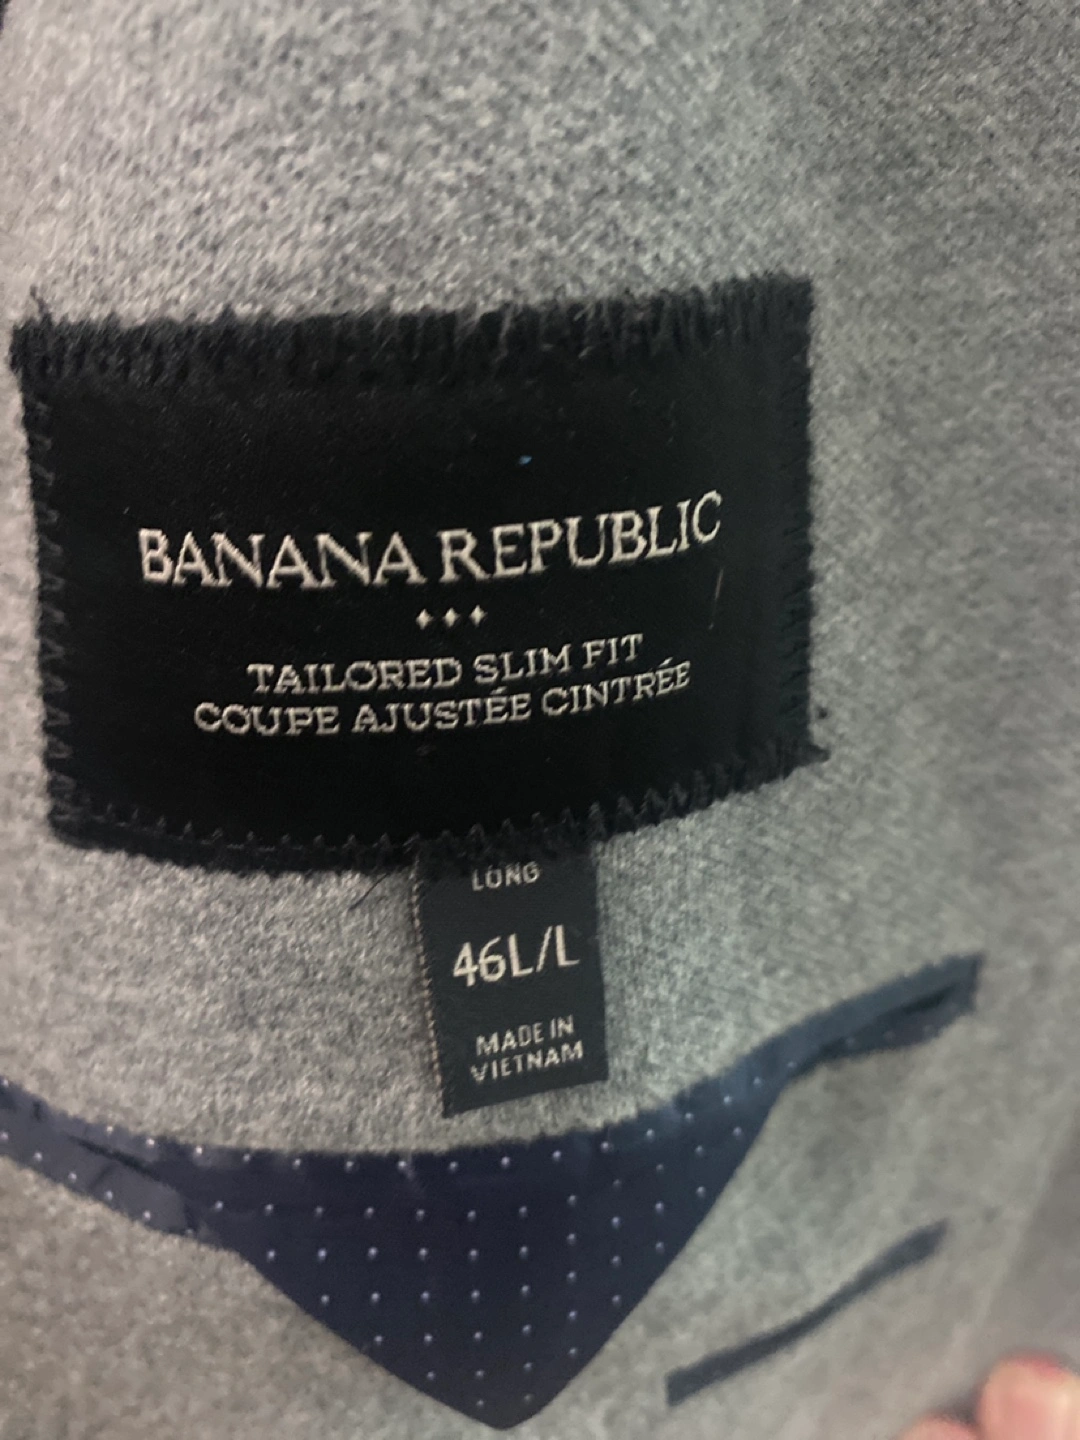 BANANA REPUBLIC
TAILORED SLIM FIT
COUPE AJUSTÉE CINTRÉE
LONG
46L/L
MADE IN
VIETNAM